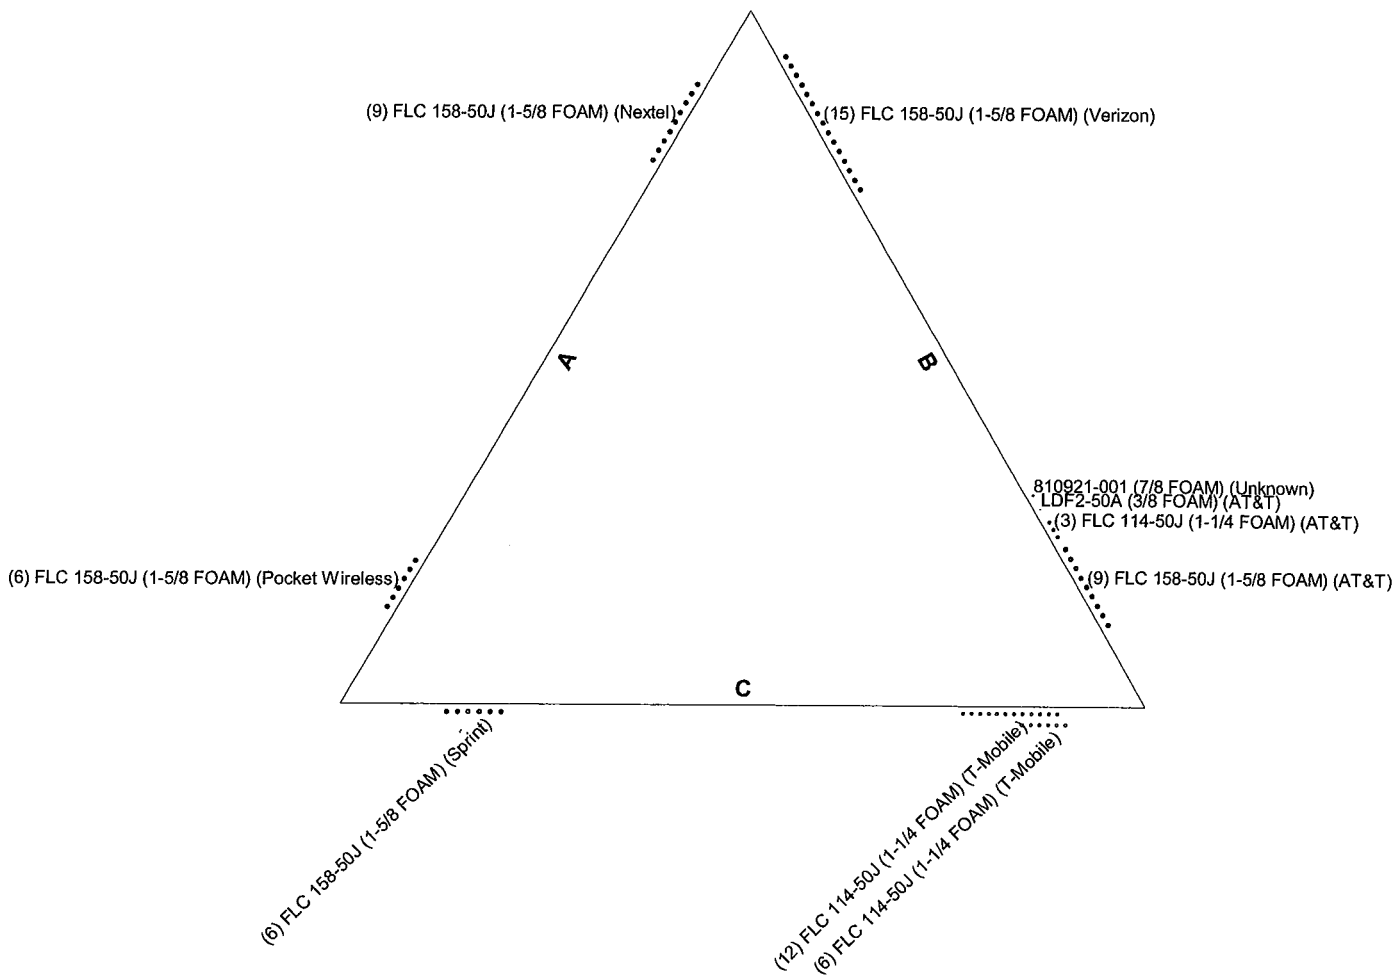 (9) FLC 158-50J (1-5/8 FOAM) (Nextel)
(15) FLC 158-50J (1-5/8 FOAM) (Verizon)
A
B
810921-001 (7/8 FOAM) (Unknown)
LDF2-50A (3/8 FOAM) (AT&T)
(3) FLC 114-50J (1-1/4 FOAM) (AT&T)
(6) FLC 158-50J (1-5/8 FOAM) (Pocket Wireless)
(9) FLC 158-50J (1-5/8 FOAM) (AT&T)
C
(6) FLC 158-50J (1-5/8 FOAM) (Sprint)
(12) FLC 114-50J (1-1/4 FOAM) (T-Mobile)
(6) FLC 114-50J (1-1/4 FOAM) (T-Mobile)